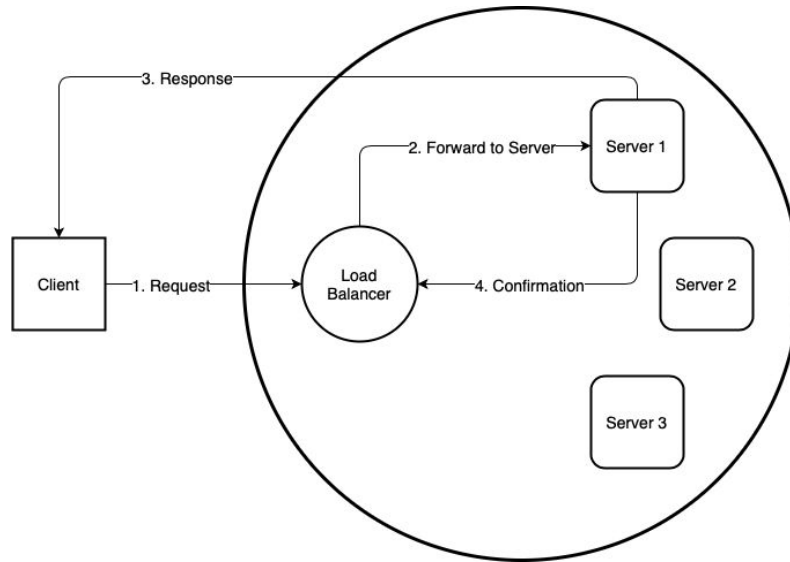 3. Response
2. Forward to Server
Server 1
Client
1. Request
Load
Balancer
4. Confirmation
Server 2
Server 3